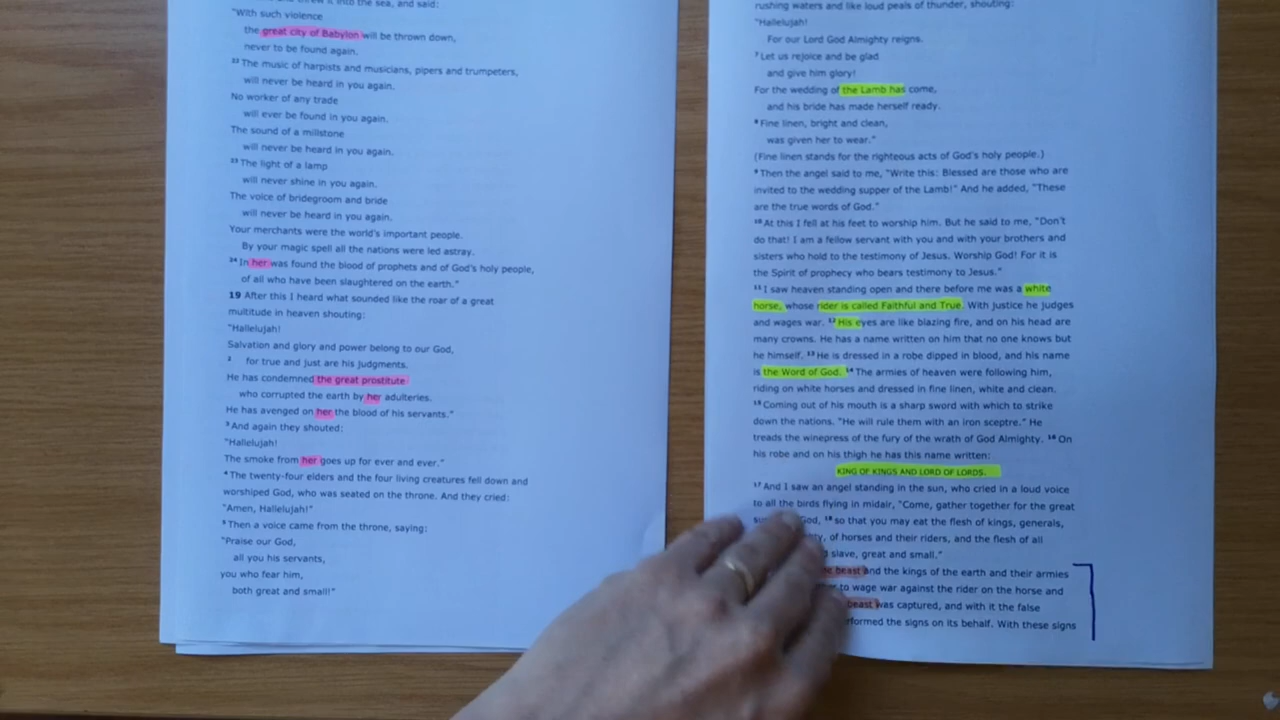 it into the sea, and said:
"With such violence
the great city of Babylon will be thrown down,
never to be found again.
22 The music of harpists and musicians, pipers and trumpeters,
will never be heard in you again.
No worker of any trade
will ever be found in you again.
The sound of a millstone
will never be heard in you again.
23 The light of a lamp
will never shine in you again.
The voice of bridegroom and bride
will never be heard in you again.
Your merchants were the world's important people.
By your magic spell all the nations were led astray.
24 In her was found the blood of prophets and of God's holy people,
of all who have been slaughtered on the earth."
19 After this I heard what sounded like the roar of a great
multitude in heaven shouting:
"Hallelujah!
Salvation and glory and power belong to our God,
2 for true and just are his judgments.
He has condemned the great prostitute
who corrupted the earth by her adulteries.
He has avenged on her the blood of his servants."
3 And again they shouted:
"Hallelujah!
The smoke from her goes up for ever and ever."
4 The twenty-four elders and the four living creatures fell down and
worshiped God, who was seated on the throne. And they cried:
"Amen, Hallelujah!"
5 Then a voice came from the throne, saying:
"Praise our God,
all you his servants,
you who fear him,
both great and small!"
rushing waters and like loud peals of thunder, shouting:
"Hallelujah!
For our Lord God Almighty reigns.
7 Let us rejoice and be glad
and give him glory!
For the wedding of the Lamb has come,
and his bride has made herself ready.
8 Fine linen, bright and clean,
was given her to wear."
(Fine linen stands for the righteous acts of God's holy people.)
9 Then the angel said to me, "Write this: Blessed are those who are
invited to the wedding supper of the Lamb!" And he added, "These
are the true words of God."
10 At this I fell at his feet to worship him. But he said to me, "Don't
do that! I am a fellow servant with you and with your brothers and
sisters who hold to the testimony of Jesus. Worship God! For it is
the Spirit of prophecy who bears testimony to Jesus."
11 I saw heaven standing open and there before me was a white
horse, whose rider is called Faithful and True. With justice he judges
and wages war. 12 His eyes are like blazing fire, and on his head are
many crowns. He has a name written on him that no one knows but
he himself. 13 He is dressed in a robe dipped in blood, and his name
is the Word of God. 14 The armies of heaven were following him,
riding on white horses and dressed in fine linen, white and clean.
15 Coming out of his mouth is a sharp sword with which to strike
down the nations. "He will rule them with an iron sceptre." He
treads the winepress of the fury of the wrath of God Almighty. 16 On
his robe and on his thigh he has this name written:
KING OF KINGS AND LORD OF LORDS.
17 And I saw an angel standing in the sun, who cried in a loud voice
to all the birds flying in midair, "Come, gather together for the great
God, 18 so that you may eat the flesh of kings, generals,
of horses and their riders, and the flesh of all
slave, great and small."
beast and the kings of the earth and their armies
to wage war against the rider on the horse and
beast was captured, and with it the false
the signs on its behalf. With these signs